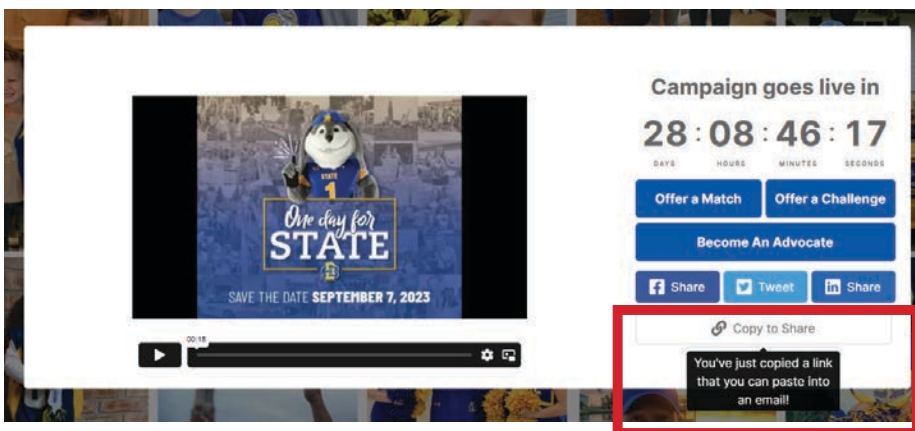 STATE
1
One day for
STATE
SAVE THE DATE SEPTEMBER 7, 2023
00:18
Campaign goes live in
28 : 08 : 46 : 17
DAYS HOURS MINUTES SECONDS
Offer a Match Offer a Challenge
Become An Advocate
Share Tweet in Share
Copy to Share
You've just copied a link
that you can paste into
an email!